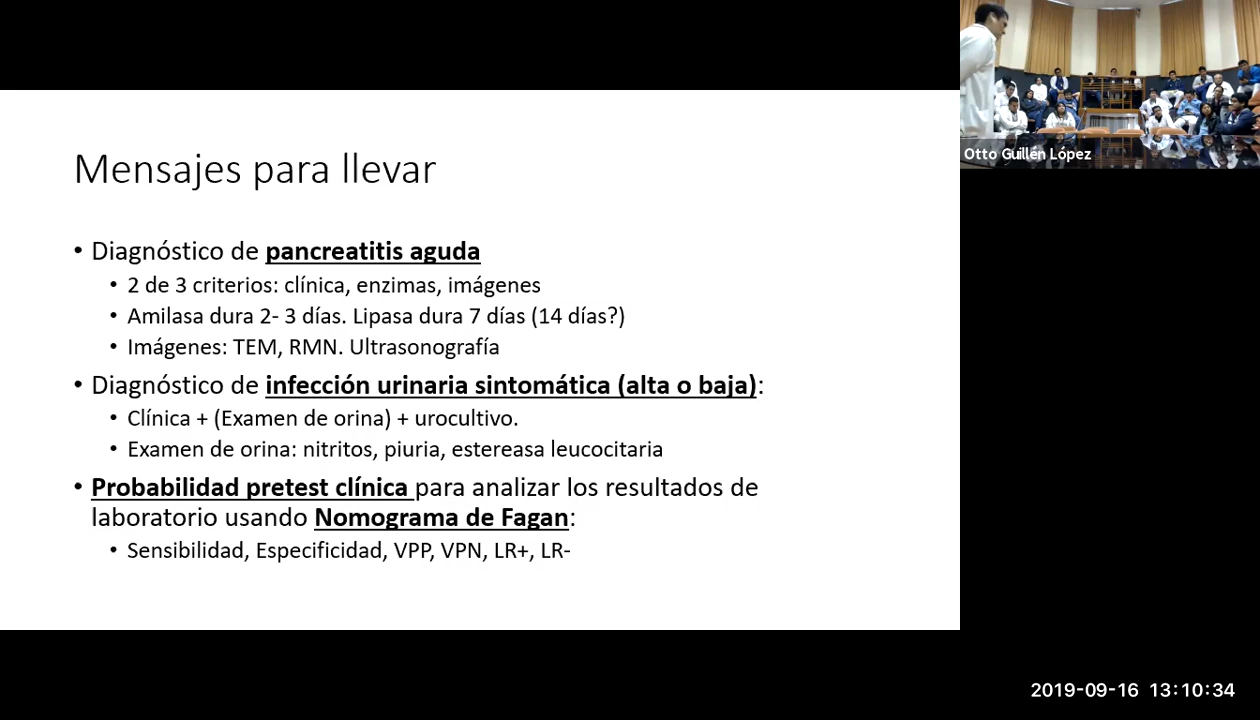 Mensajes para llevar
• Diagnóstico de pancreatitis aguda
• 2 de 3 criterios: clínica, enzimas, imágenes
• Amilasa dura 2- 3 días. Lipasa dura 7 días (14 días?)
• Imágenes: TEM, RMN. Ultrasonografía
• Diagnóstico de infección urinaria sintomática (alta o baja):
• Clínica + (Examen de orina) + urocultivo.
• Examen de orina: nitritos, piuria, estereasa leucocitaria
• Probabilidad pretest clínica para analizar los resultados de
laboratorio usando Nomograma de Fagan:
• Sensibilidad, Especificidad, VPP, VPN, LR+, LR-
Otto Guillén López
2019-09-16 13:10:34